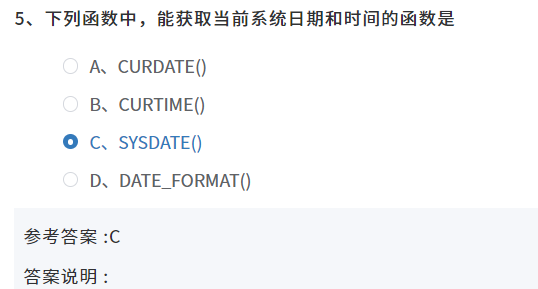 5、下列函数中，能获取当前系统日期和时间的函数是
A、CURDATE()
B、CURTIME()
C、SYSDATE()
D、DATE_FORMAT()
参考答案 :C
答案说明 :